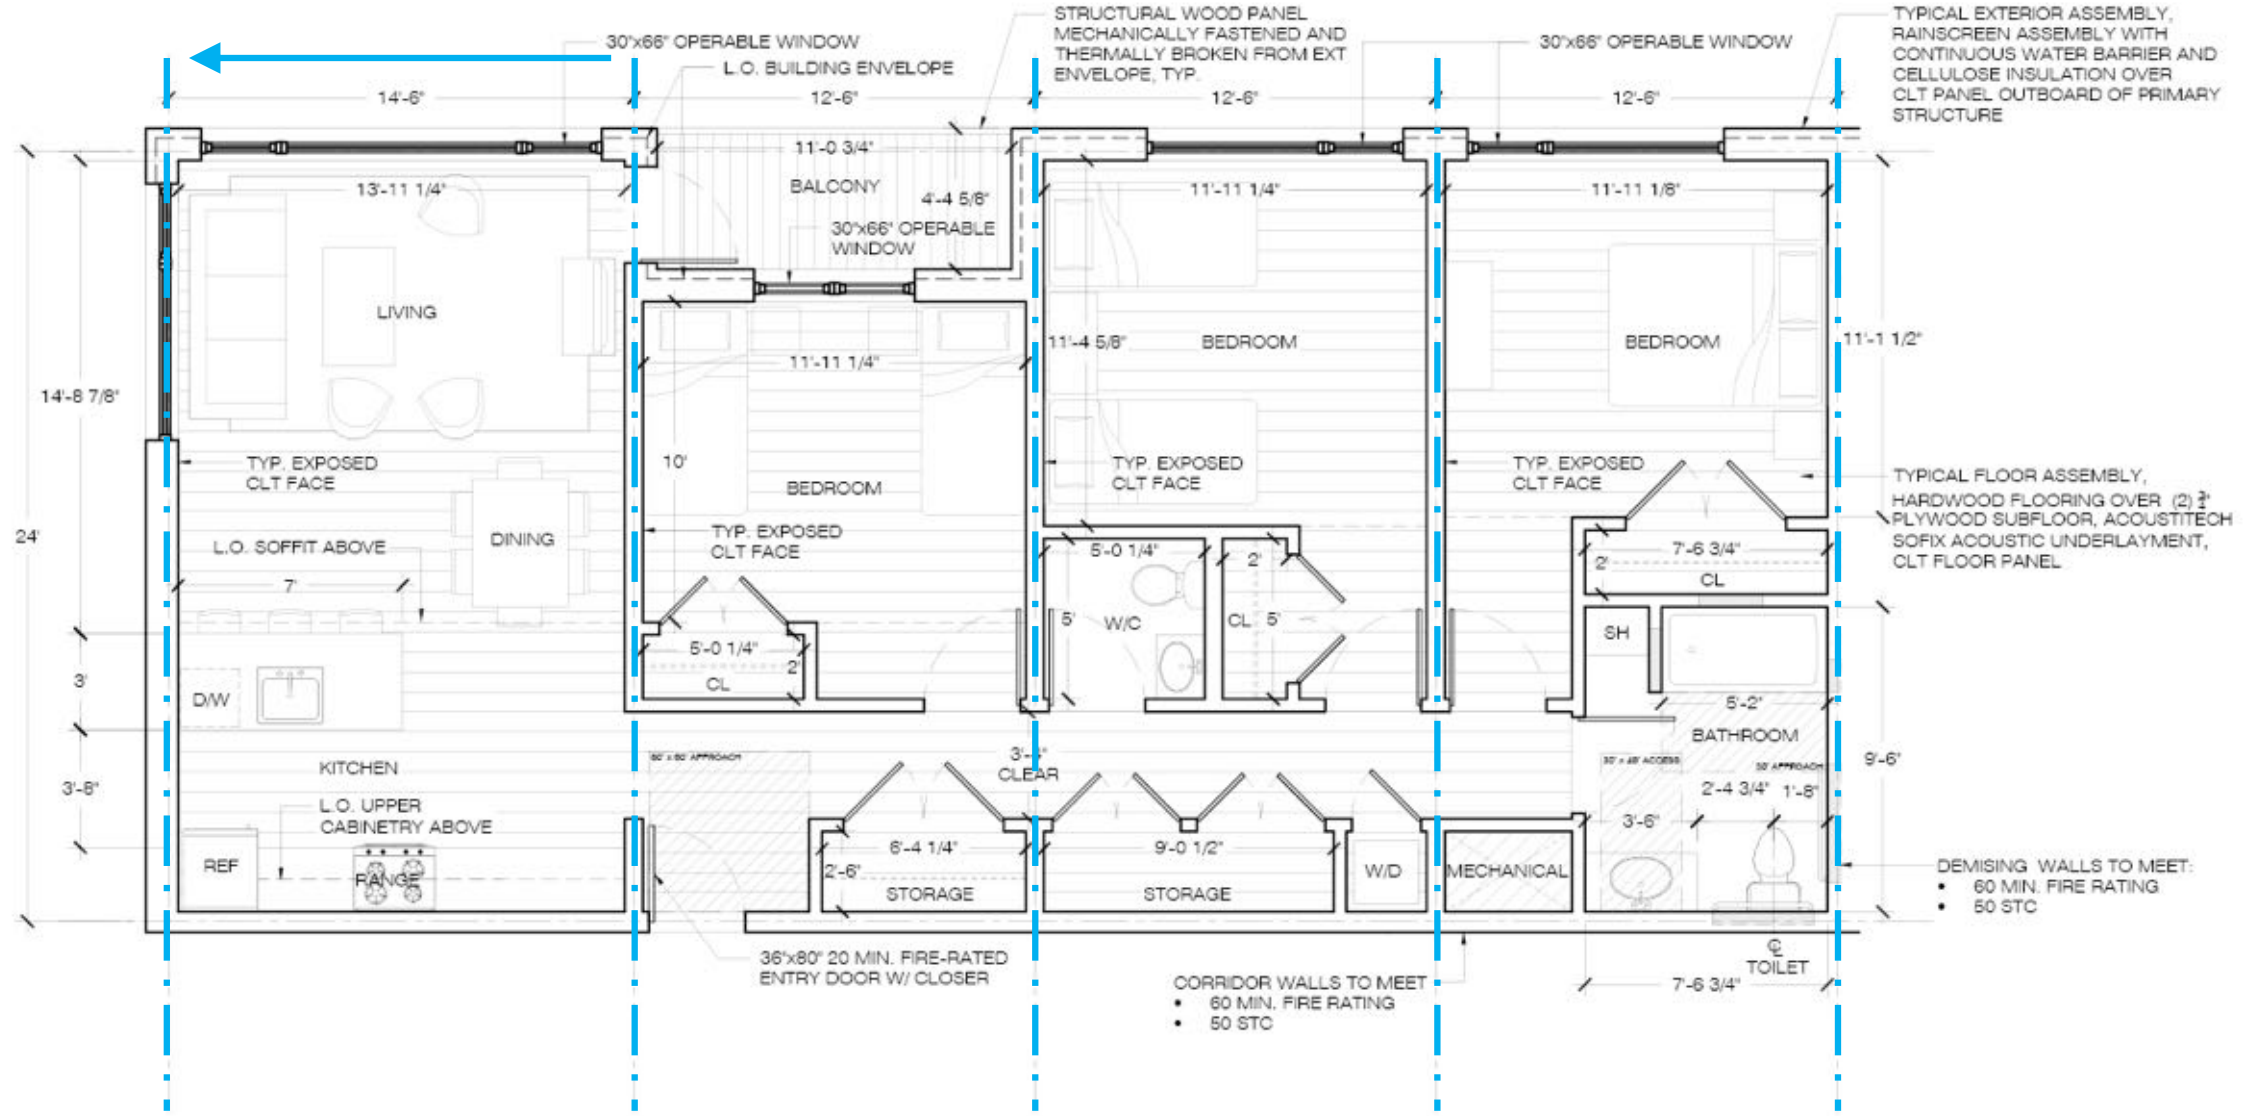 STRUCTURAL WOOD PANEL
MECHANICALLY FASTENED AND
THERMALLY BROKEN FROM EXT
ENVELOPE, TYP.
TYPICAL EXTERIOR ASSEMBLY,
RAINSCREEN ASSEMBLY WITH
CONTINUOUS WATER BARRIER AND
CELLULOSE INSULATION OVER
CLT PANEL OUTBOARD OF PRIMARY
STRUCTURE
30"x66" OPERABLE WINDOW
L.O. BUILDING ENVELOPE
30"x66" OPERABLE WINDOW
14'-6"
12'-6"
12'-6"
12'-6"
11'-0 3/4"
BALCONY
4'-4 5/8"
30"x66" OPERABLE
WINDOW
13'-11 1/4"
11'-11 1/4"
11'-11 1/8"
LIVING
11'-11 1/4"
11'-4 5/8"
BEDROOM
BEDROOM
11'-1 1/2"
14'-8 7/8"
24'
TYP. EXPOSED
CLT FACE
10'
BEDROOM
TYP. EXPOSED
CLT FACE
TYP. EXPOSED
CLT FACE
TYP. EXPOSED
CLT FACE
TYPICAL FLOOR ASSEMBLY,
HARDWOOD FLOORING OVER (2) ¾"
PLYWOOD SUBFLOOR, ACOUSTITECH
SOFIX ACOUSTIC UNDERLAYMENT,
CLT FLOOR PANEL
L.O. SOFFIT ABOVE
DINING
5'-0 1/4"
2'
7'-6 3/4"
2'
CL
7'
5'
W/C
CL
5'
SH
5'-0 1/4"
2'
CL
3'
D/W
5'-2"
BATHROOM
KITCHEN
60" x 60" APPROACH
CLEAR
30" x 48" ACCESS
APPROACH
9'-6"
3'-8"
2'-4 3/4"
1'-8"
L.O. UPPER
CABINETRY ABOVE
3'-6"
REF
RANGE
6'-4 1/4"
2'-6"
STORAGE
9'-0 1/2"
STORAGE
W/D
MECHANICAL
DEMISING WALLS TO MEET:
• 60 MIN. FIRE RATING
• 50 STC
36"x80" 20 MIN. FIRE-RATED
ENTRY DOOR W/ CLOSER
CORRIDOR WALLS TO MEET
• 60 MIN. FIRE RATING
• 50 STC
TOILET
7'-6 3/4"